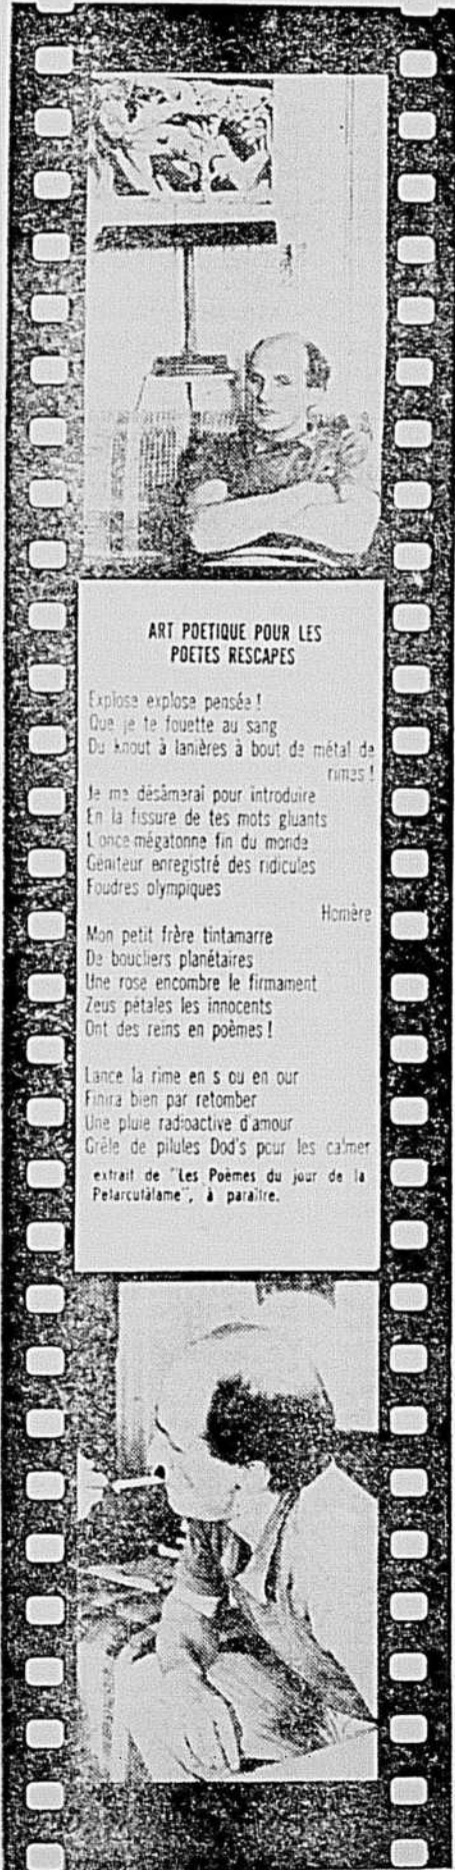 ART POETIQUE POUR LES
POETES RESCAPES
Explose explose pensée !
Que je te fouette au sang
Du knout à lanières à bout de métal de
rimes !
Je me désâmerai pour introduire
En la fissure de tes mots gluants
L'once mégatonne fin du monde
Géniteur enregistré des ridicules
Foudres olympiques
Homère
Mon petit frère tintamarre
De boucliers planétaires
Une rose encombre le firmament
Zeus pétales les innocents
Ont des reins en poèmes !
Lance la rime en s ou en our
Finira bien par retomber
Une pluie radioactive d'amour
Grêle de pilules Dod's pour les calmer
extrait de "Les Poèmes du jour de la
Petarcutâlame", à paraître.